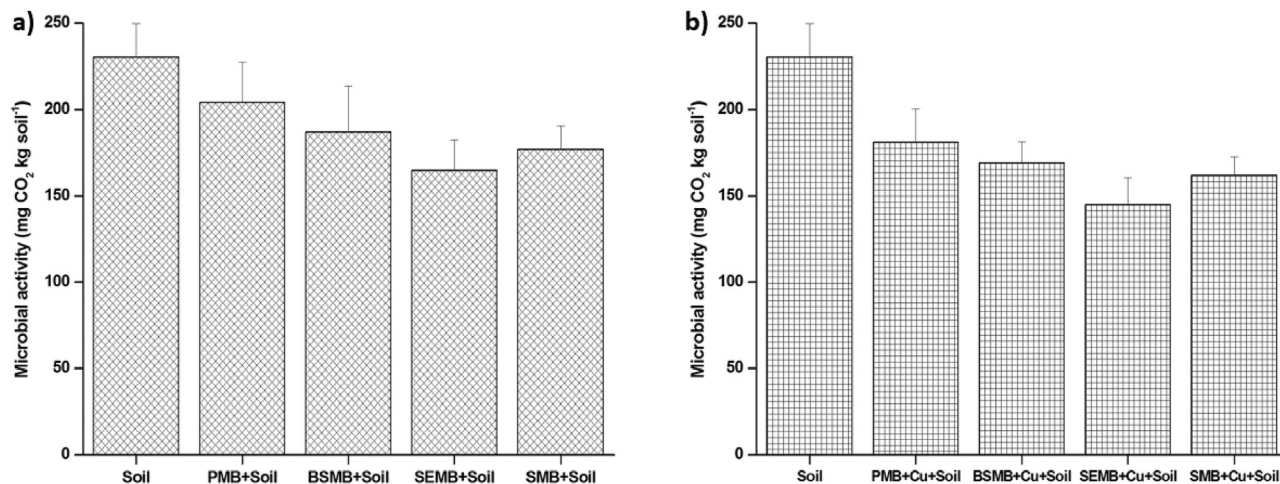 a)
Microbial activity (mg CO₂ kg soil⁻¹)
250
200
150
100
50
0
Soil PMB+Soil BSMB+Soil SEMB+Soil SMB+Soil
b)
Microbial activity (mg CO₂ kg soil⁻¹)
250
200
150
100
50
0
Soil PMB+Cu+Soil BSMB+Cu+Soil SEMB+Cu+Soil SMB+Cu+Soil